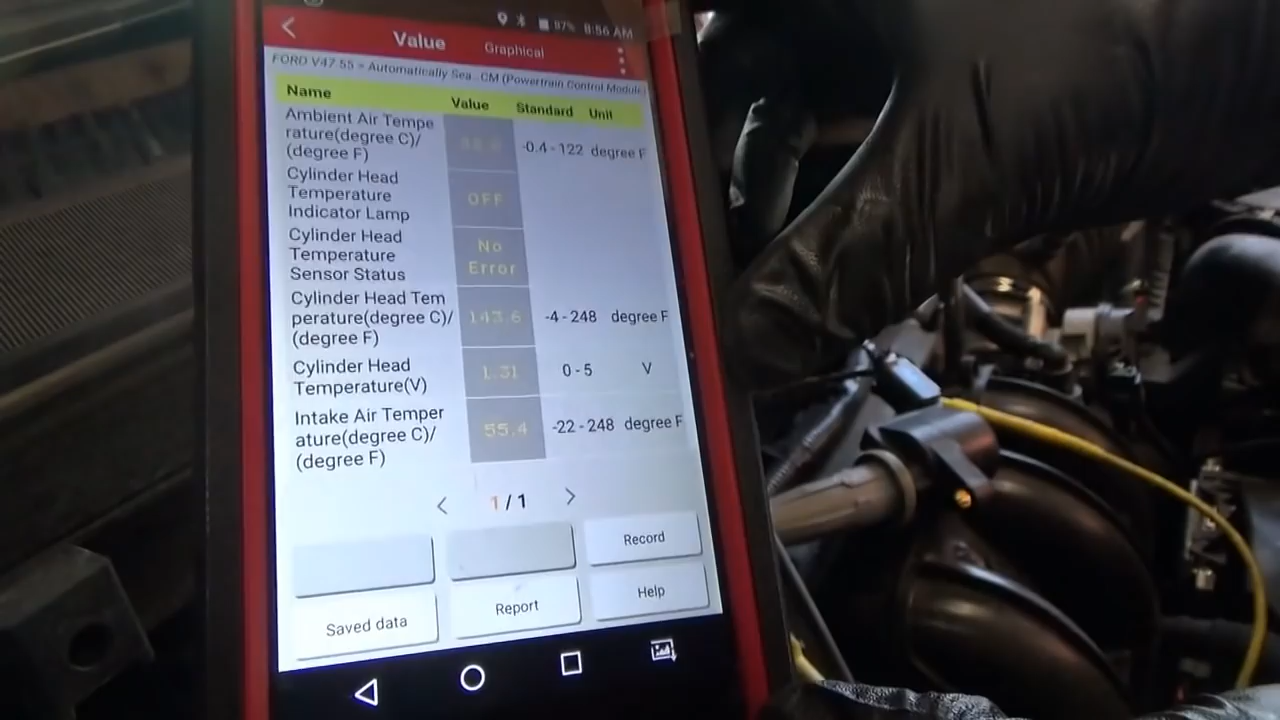 87% 8:56 AM
Value Graphical
FORD V47.55 > Automatically Sea...CM (Powertrain Control Module)
Name Value Standard Unit
Ambient Air Tempe
rature(degree C)/
(degree F)
-0.4 - 122 degree F
Cylinder Head
Temperature
Indicator Lamp
OFF
Cylinder Head
Temperature
Sensor Status
No
Error
Cylinder Head Tem
perature(degree C)/
(degree F)
143.6 -4 - 248 degree F
Cylinder Head
Temperature(V)
1.31 0 - 5 V
Intake Air Temper
ature(degree C)/
(degree F)
55.4 -22 - 248 degree F
< 1 / 1 >
Record
Saved data Report Help